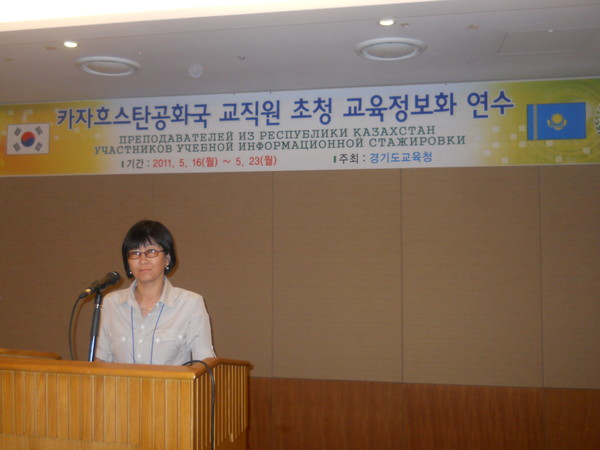 카자흐스탄공화국 교직원 초청 교육정보화 연수
ПРЕПОДАВАТЕЛЕЙ ИЗ РЕСПУБЛИКИ КАЗАХСТАН
УЧАСТНИКОВ УЧЕБНОЙ ИНФОРМАЦИОННОЙ СТАЖИРОВКИ
기간 : 2011. 5. 16(월) ~ 5. 23(월) 주최 : 경기도교육청